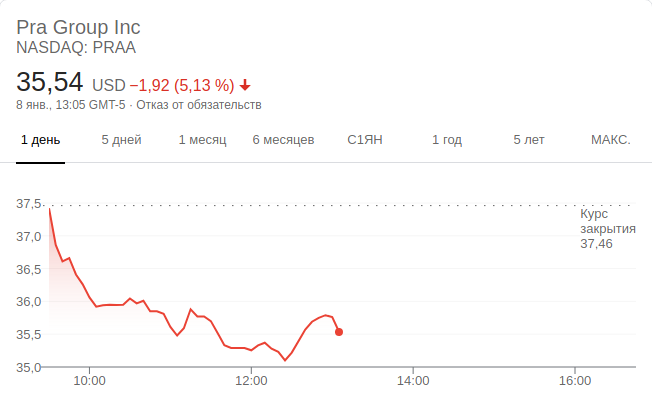 Pra Group Inc
NASDAQ: PRAA
35,54 USD −1,92 (5,13 %)
8 янв., 13:05 GMT-5 · Отказ от обязательств
1 день 5 дней 1 месяц 6 месяцев С1ЯН 1 год 5 лет МАКС.
37,5
Курс
закрытия
37,46
37,0
36,5
36,0
35,5
35,0
10:00 12:00 14:00 16:00